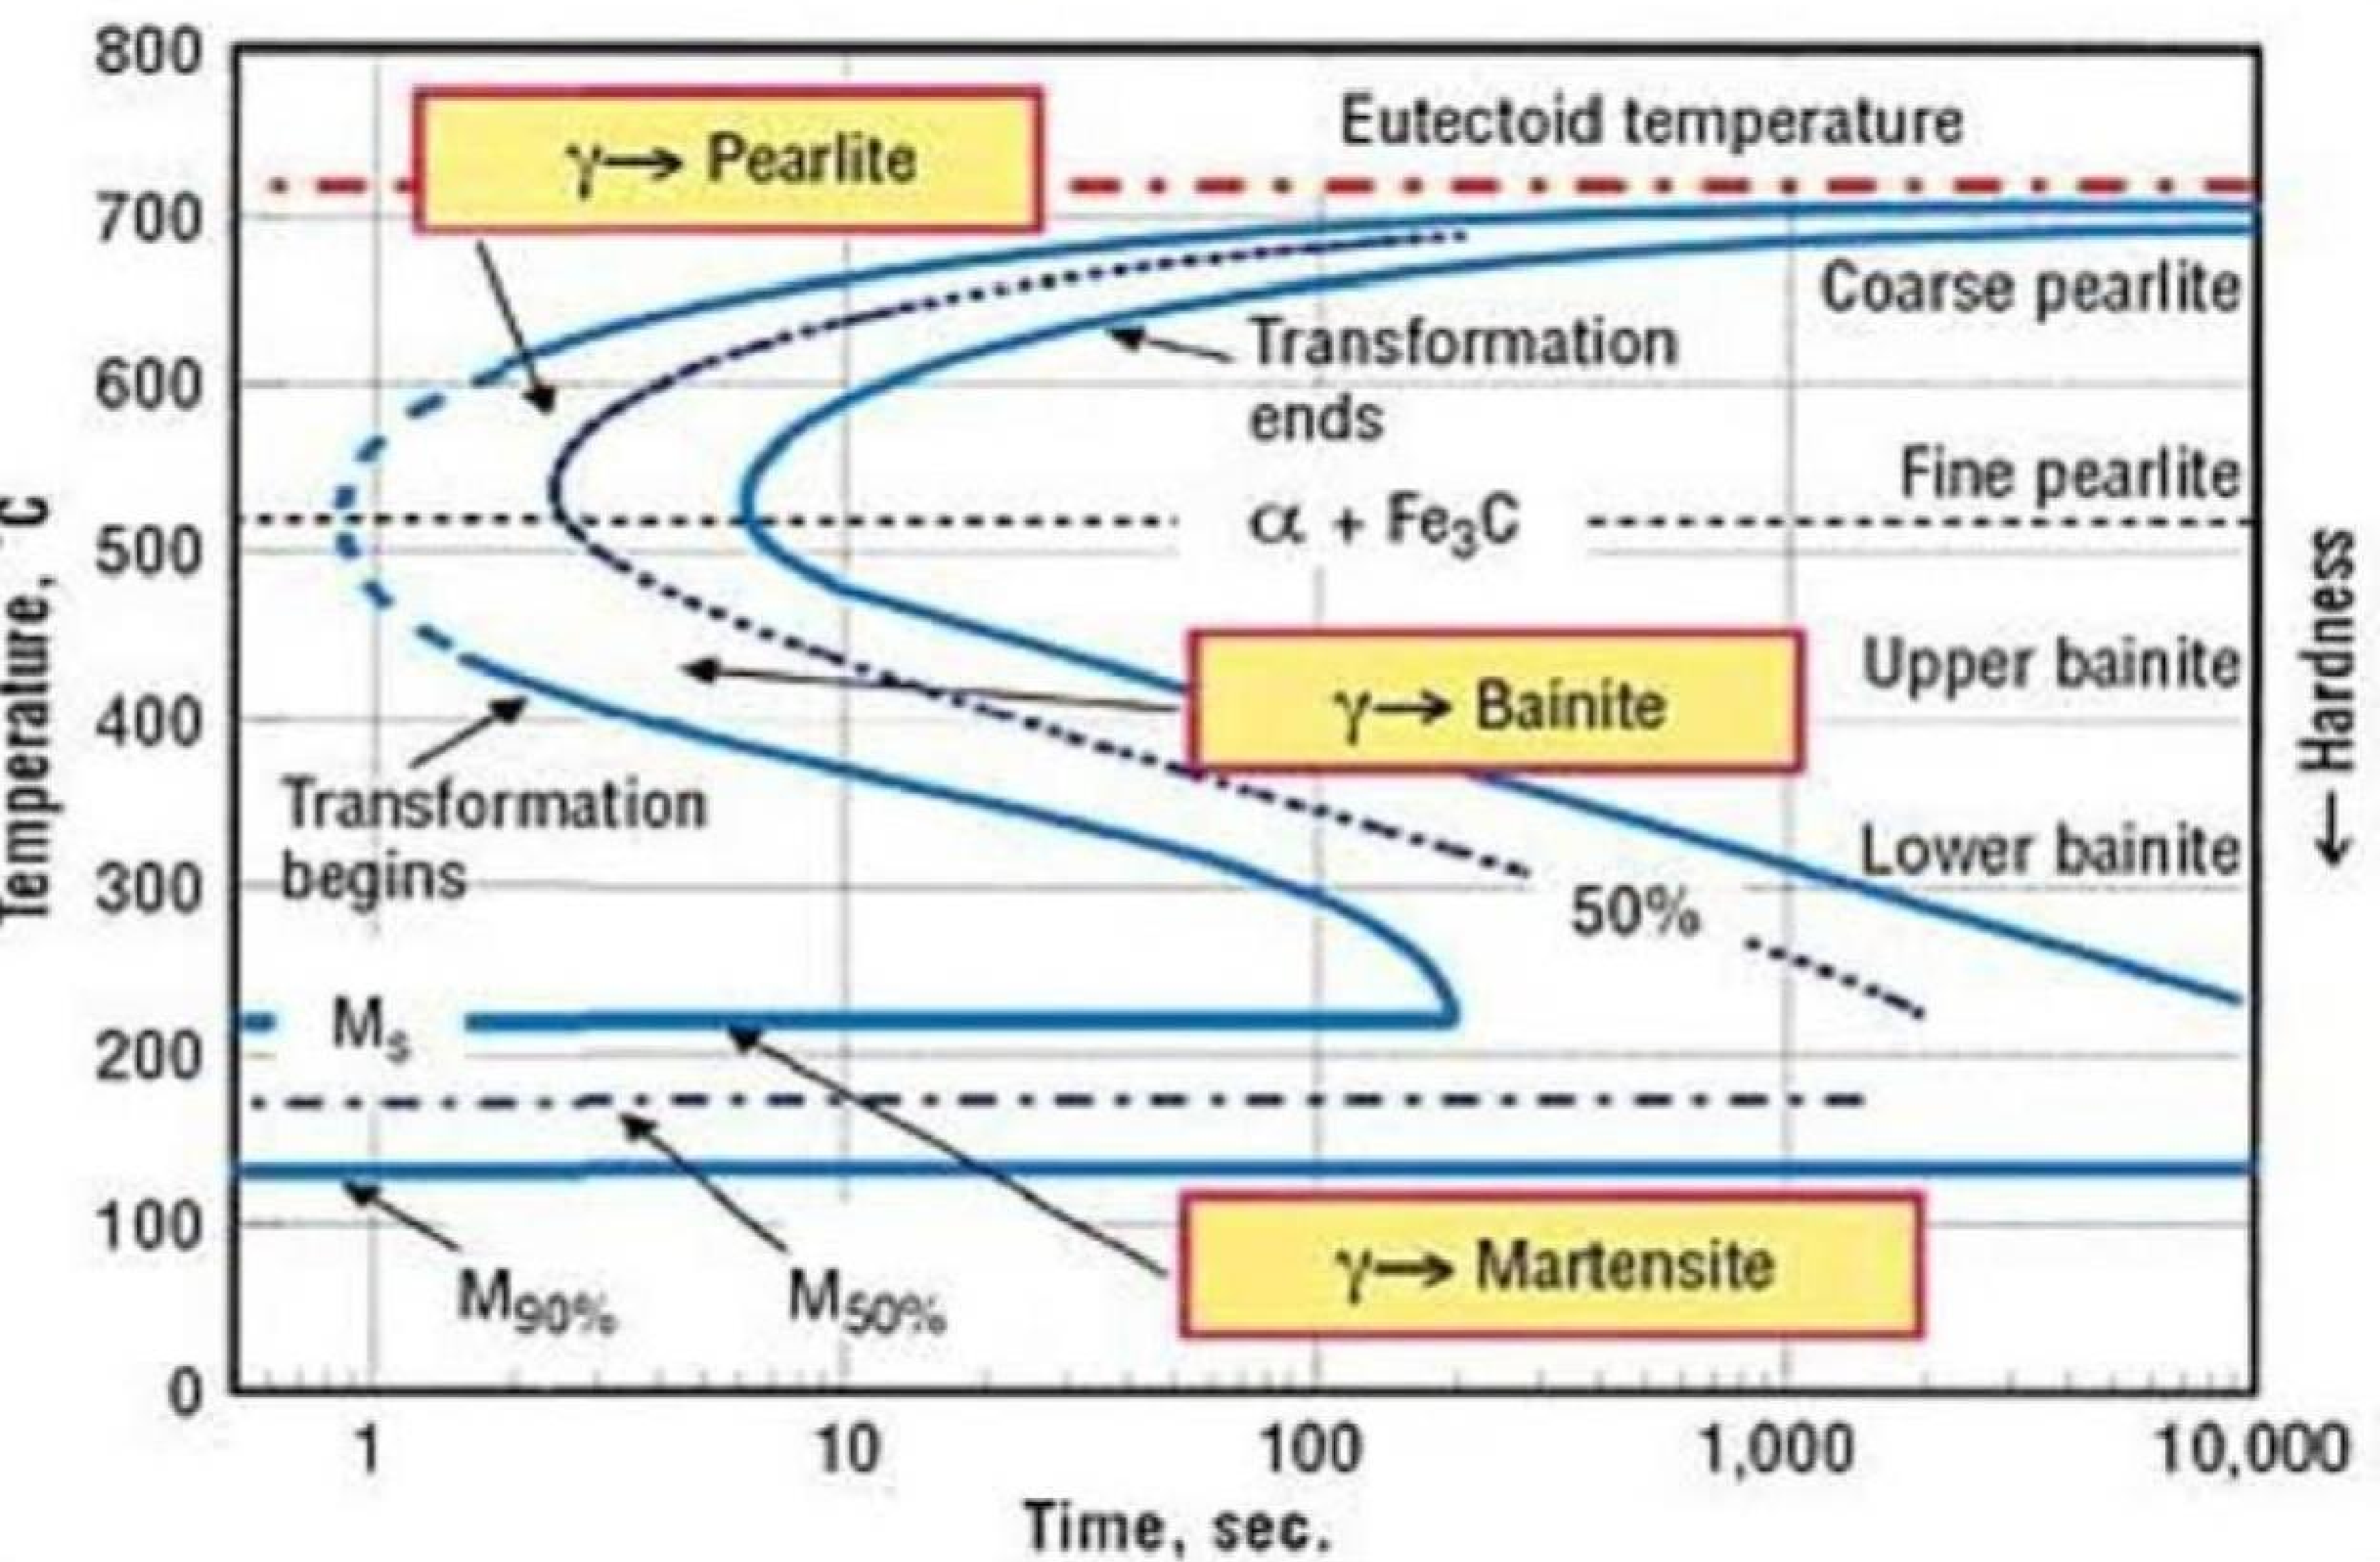 800
γ→ Pearlite
Eutectoid temperature
700
Coarse pearlite
Transformation
ends
600
Fine pearlite
α + Fe₃C
500
Temperature, °C
← Hardness
Upper bainite
γ→ Bainite
400
Transformation
begins
Lower bainite
300
50%
Mₛ
200
100
M90%
M50%
γ→ Martensite
0
1
10
100
1,000
10,000
Time, sec.